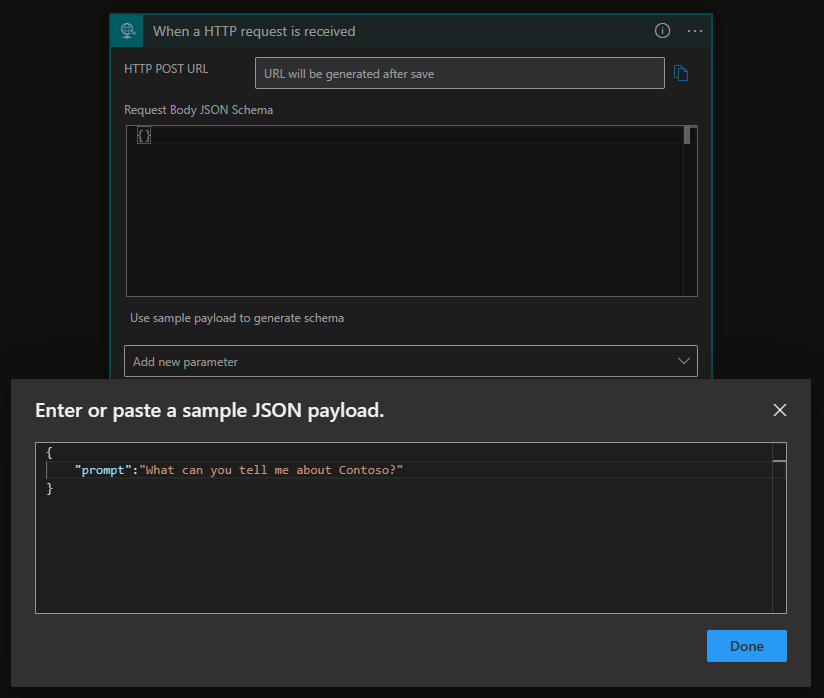 When a HTTP request is received
HTTP POST URL
URL will be generated after save
Request Body JSON Schema
{}
Use sample payload to generate schema
Add new parameter
Enter or paste a sample JSON payload.
{
"prompt":"What can you tell me about Contoso?"
}
Done